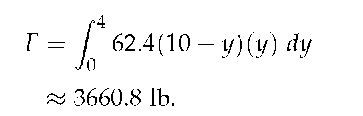 Γ = ∫₀⁴ 62.4(10 − y)(y) dy
≈ 3660.8 lb.